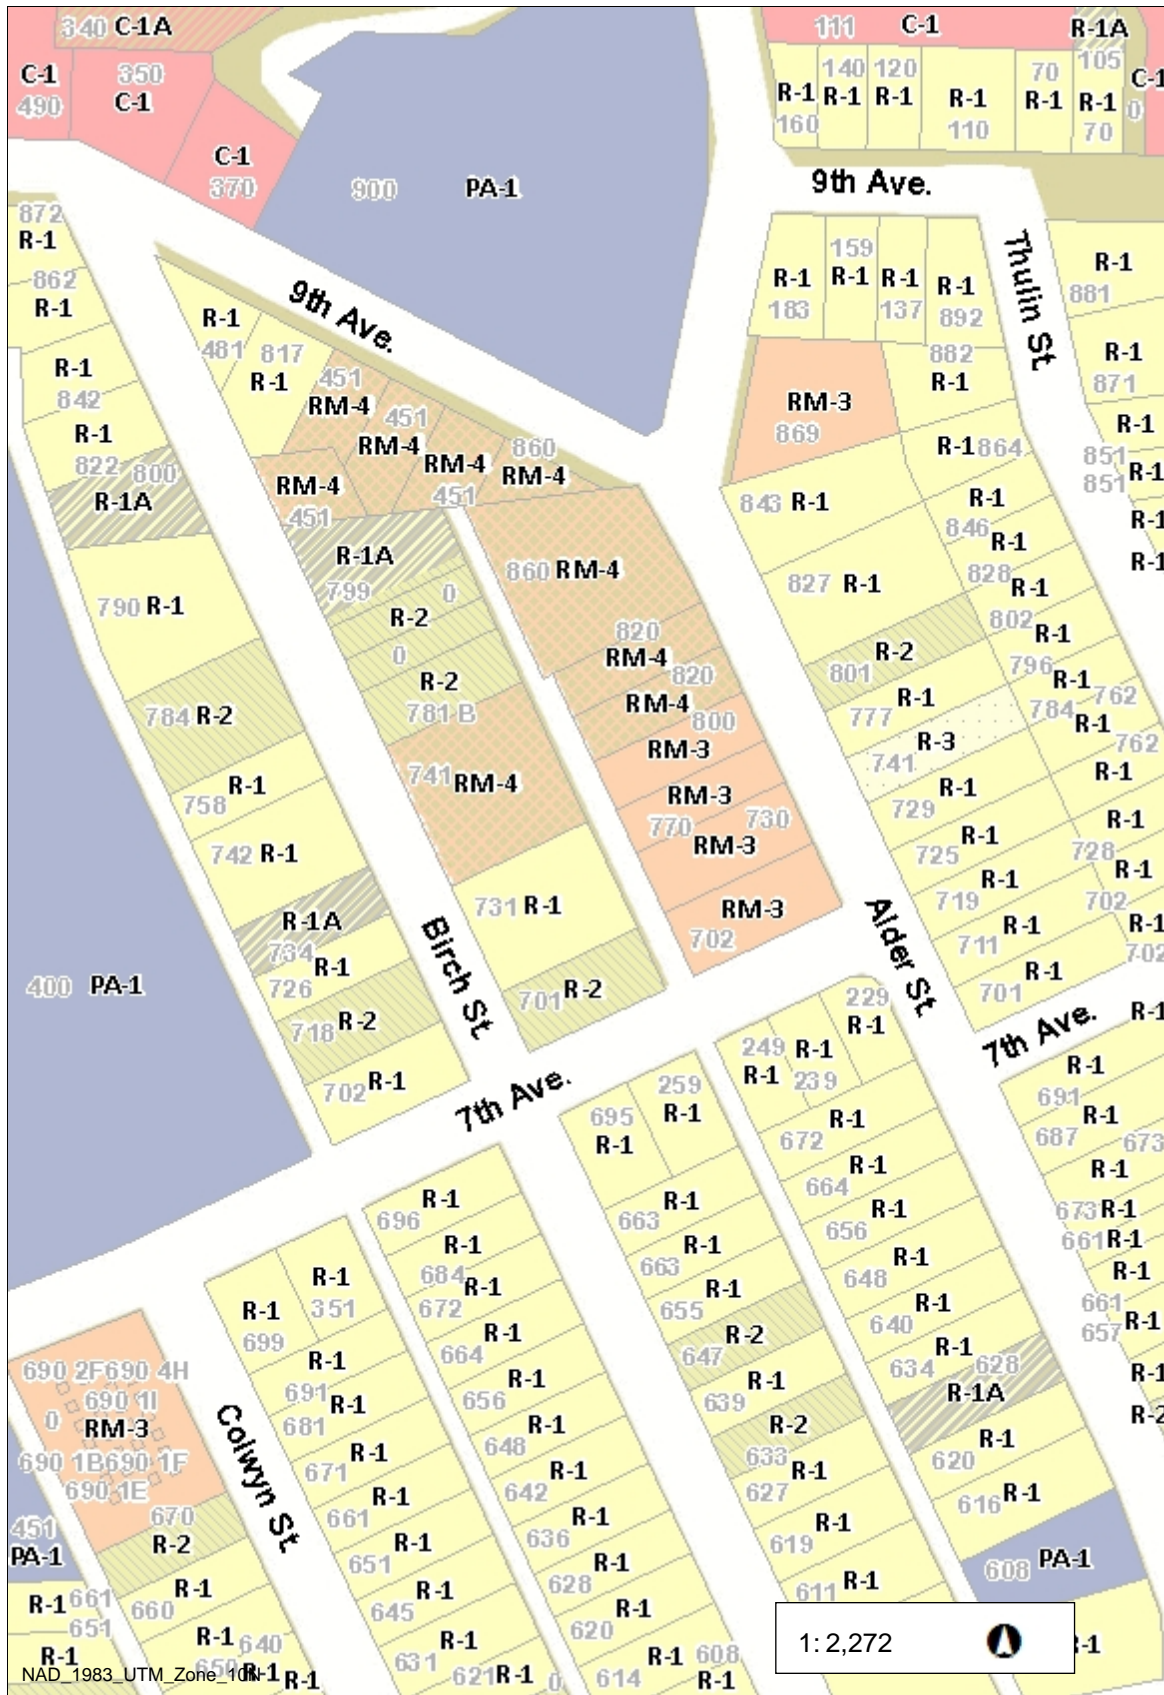 340 C-1A
111 C-1 R-1A
C-1 350 140 120 70 105 C-1
490 C-1 R-1 R-1 R-1 R-1 R-1 R-1 0
160 110 70
C-1
370 900 PA-1 9th Ave.
872
R-1
862
R-1
159
R-1 R-1 R-1 R-1
183 137 892
Thulin St
R-1
881
9th Ave.
R-1
481 817
R-1
R-1
842
R-1
822 800
R-1A
451
RM-4 451
RM-4
RM-4 860
451 RM-4
RM-4
451
882
R-1
RM-3
869
R-1
871
R-1 864
R-1
851
R-1
851
R-1
R-1
843 R-1
R-1
846
R-1
828
R-1
802
R-1
796
R-1
784 762
R-1
762
R-1
R-1
728
R-1
702
R-1
702
R-1A
799
0
R-2
0
R-2
781 B
860 RM-4
820
RM-4
820
RM-4
800
RM-3
RM-3
770 730
RM-3
RM-3
702
827 R-1
R-2
801
R-1
777
R-3
741
R-1
729
R-1
725
R-1
719
R-1
711
R-1
701
790 R-1
784 R-2
R-1
758
742 R-1
R-1A
734
R-1
726
R-2
718
R-1
702
741 RM-4
731 R-1
R-2
701
Birch St
Alder St
400 PA-1
7th Ave.
7th Ave.
R-1
229
R-1
249 R-1
R-1 239
259
R-1
695
R-1
R-1
691
R-1
687 673
R-1
673 R-1
661 R-1
R-1
661
R-1
657
R-1
R-2
R-1
672
R-1
664
R-1
656
R-1
648
R-1
640
R-1
634 628
R-1A
R-1
620
R-1
616
PA-1
608
R-1
663
R-1
663
R-1
655
R-2
647
R-1
639
R-2
633
R-1
627
R-1
619
R-1
611
R-1
696
R-1
684
R-1
672
R-1
664
R-1
656
R-1
648
R-1
642
R-1
636
R-1
628
R-1
620
R-1 608
614 R-1
R-1
351
R-1
699
R-1
691
R-1
681
R-1
671
R-1
661
R-1
651
R-1
645
R-1
631
621 R-1 0
Colwyn St
690 2F 690 4H
690 1I
0
RM-3
690 1B 690 1F
690 1E
670
R-2
451
PA-1
R-1
660
R-1 661
651
R-1
R-1 640
650 R-1 R-1
NAD_1983_UTM_Zone_10N
1: 2,272
R-1